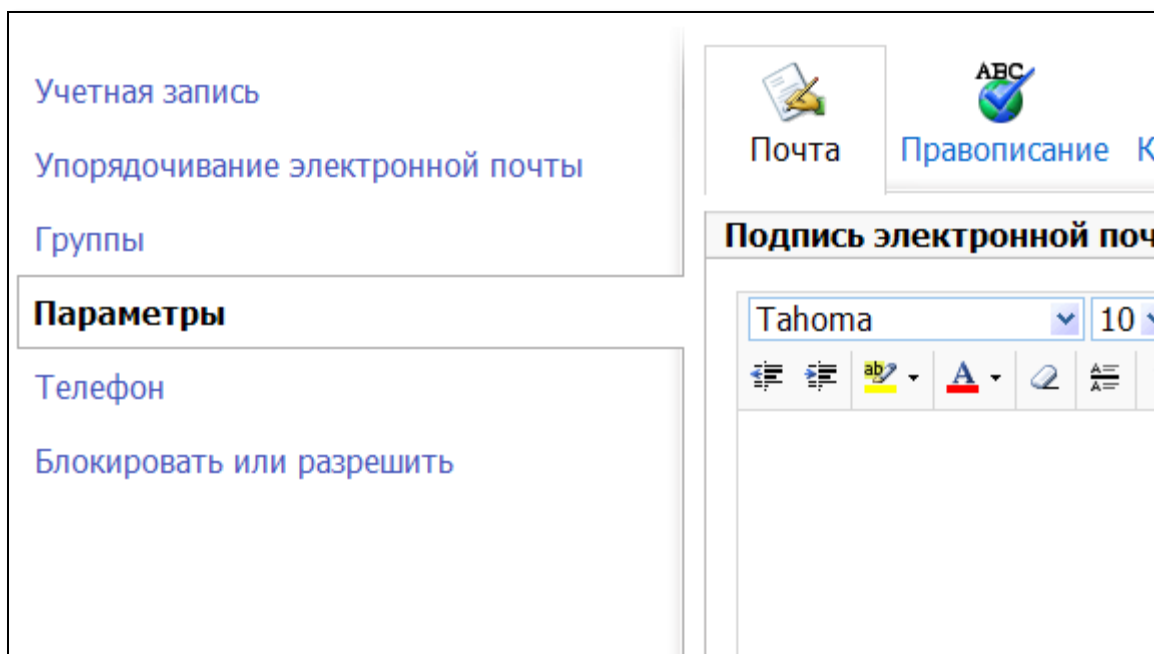 Учетная запись
Упорядочивание электронной почты
Группы
Параметры
Телефон
Блокировать или разрешить
ABC
Почта
Правописание К
Подпись электронной поч
Tahoma 10
ab A A A